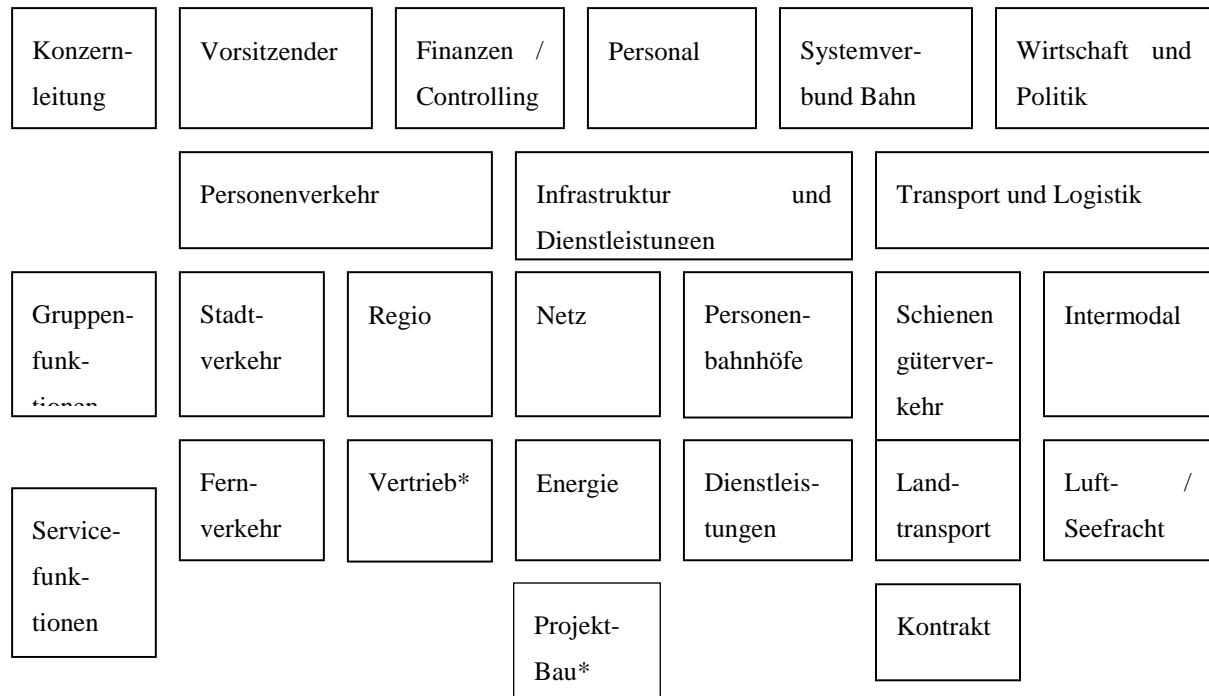 Konzern-
leitung
Vorsitzender
Finanzen /
Controlling
Personal
Systemver-
bund Bahn
Wirtschaft und
Politik
Personenverkehr
Infrastruktur und
Dienstleistungen
Transport und Logistik
Gruppen-
funk-
tionen
Stadt-
verkehr
Regio
Netz
Personen-
bahnhöfe
Schienen
güterver-
kehr
Intermodal
Service-
funk-
tionen
Fern-
verkehr
Vertrieb*
Energie
Dienstleis-
tungen
Land-
transport
Luft- /
Seefracht
Projekt-
Bau*
Kontrakt